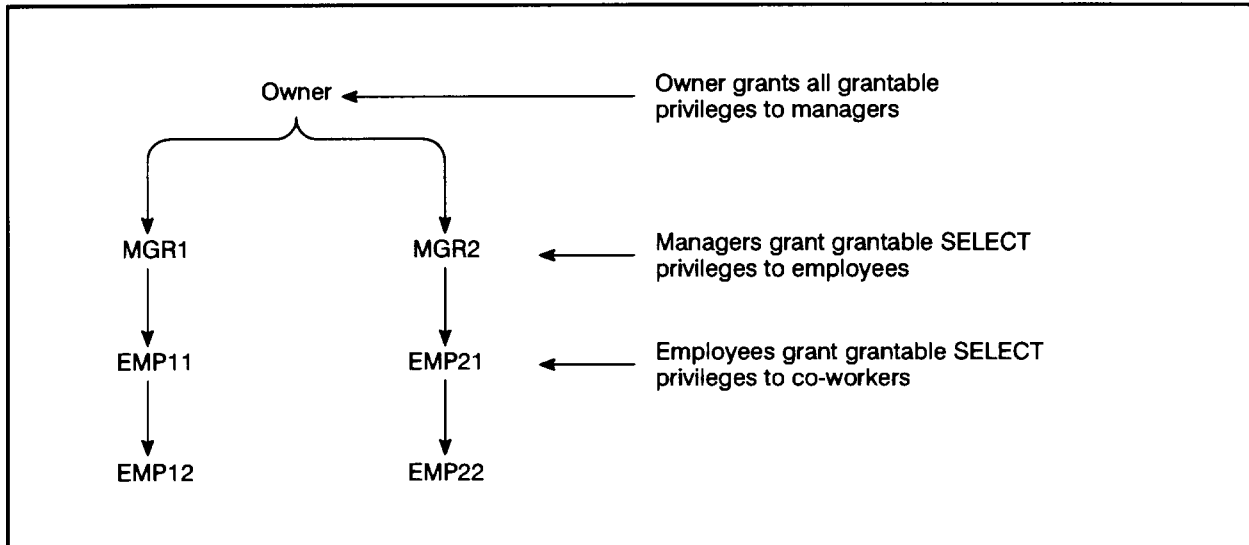 Owner
Owner grants all grantable
privileges to managers
MGR1
MGR2
Managers grant grantable SELECT
privileges to employees
EMP11
EMP21
Employees grant grantable SELECT
privileges to co-workers
EMP12
EMP22